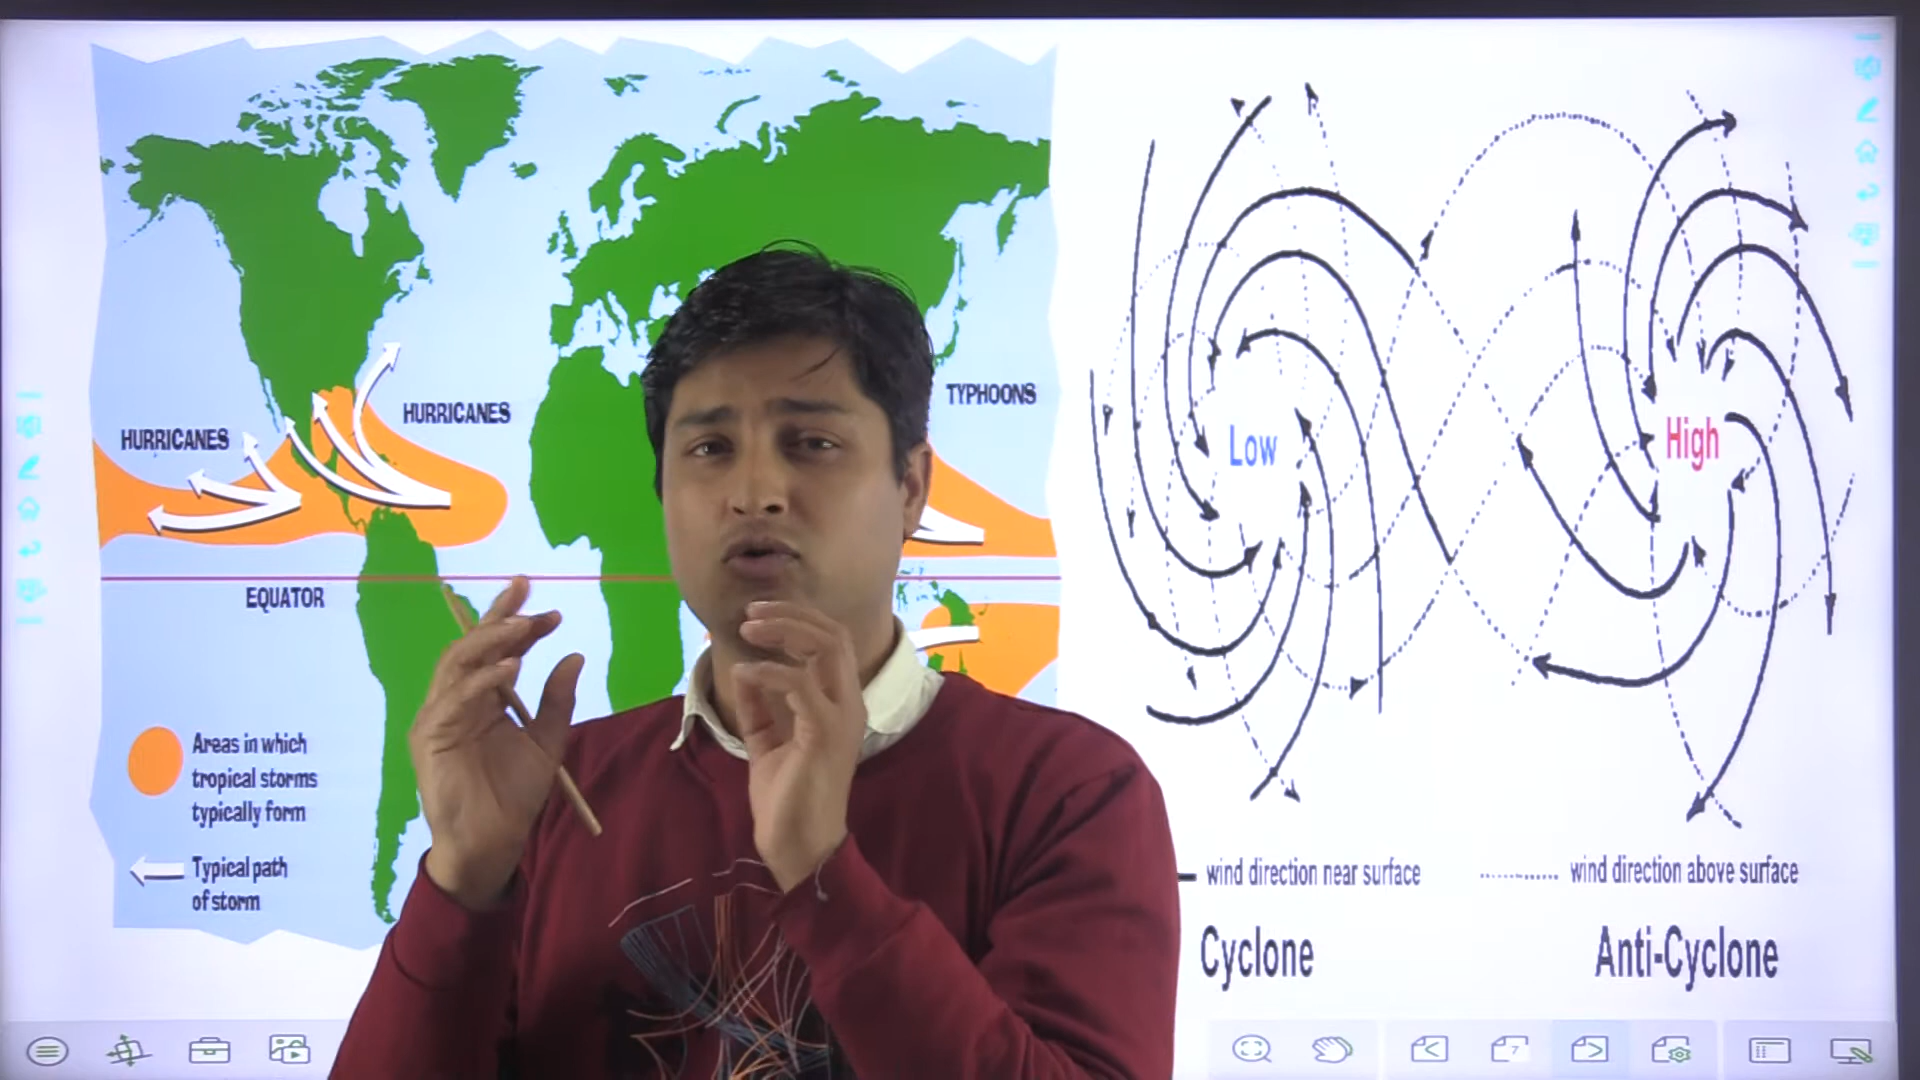 HURRICANES
HURRICANES
TYPHOONS
EQUATOR
Areas in which
tropical storms
typically form
Typical path
of storm
Low
High
wind direction near surface
wind direction above surface
Cyclone
Anti-Cyclone
7